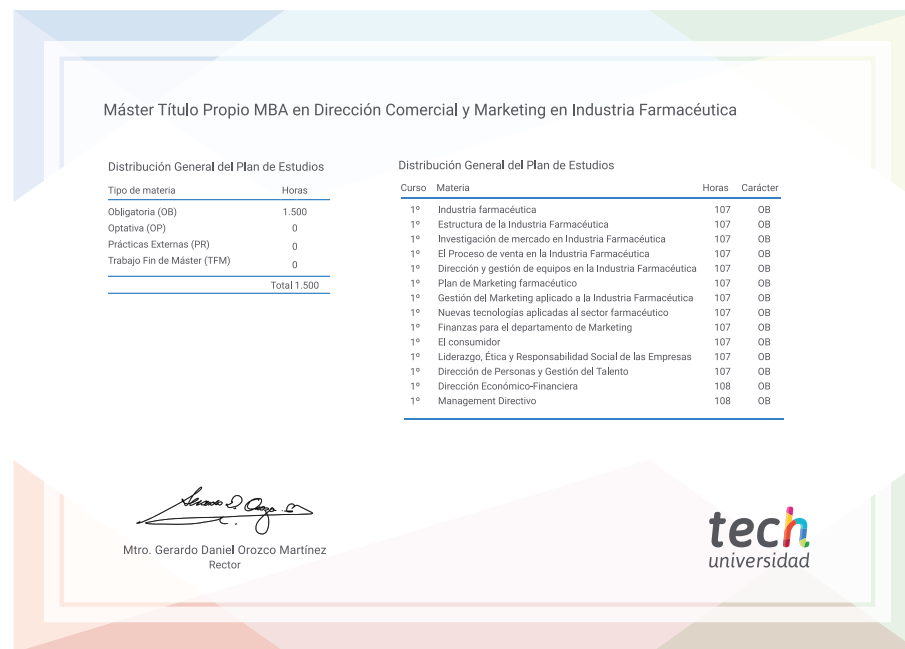 Máster Título Propio MBA en Dirección Comercial y Marketing en Industria Farmacéutica
Distribución General del Plan de Estudios
Tipo de materia Horas
Obligatoria (OB) 1.500
Optativa (OP) 0
Prácticas Externas (PR) 0
Trabajo Fin de Máster (TFM) 0
Total 1.500
Distribución General del Plan de Estudios
Curso Materia Horas Carácter
1º Industria farmacéutica 107 OB
1º Estructura de la Industria Farmacéutica 107 OB
1º Investigación de mercado en Industria Farmacéutica 107 OB
1º El Proceso de venta en la Industria Farmacéutica 107 OB
1º Dirección y gestión de equipos en la Industria Farmacéutica 107 OB
1º Plan de Marketing farmacéutico 107 OB
1º Gestión del Marketing aplicado a la Industria Farmacéutica 107 OB
1º Nuevas tecnologías aplicadas al sector farmacéutico 107 OB
1º Finanzas para el departamento de Marketing 107 OB
1º El consumidor 107 OB
1º Liderazgo, Ética y Responsabilidad Social de las Empresas 107 OB
1º Dirección de Personas y Gestión del Talento 107 OB
1º Dirección Económico-Financiera 108 OB
1º Management Directivo 108 OB
Mtro. Gerardo Daniel Orozco Martínez
Rector
tech
universidad